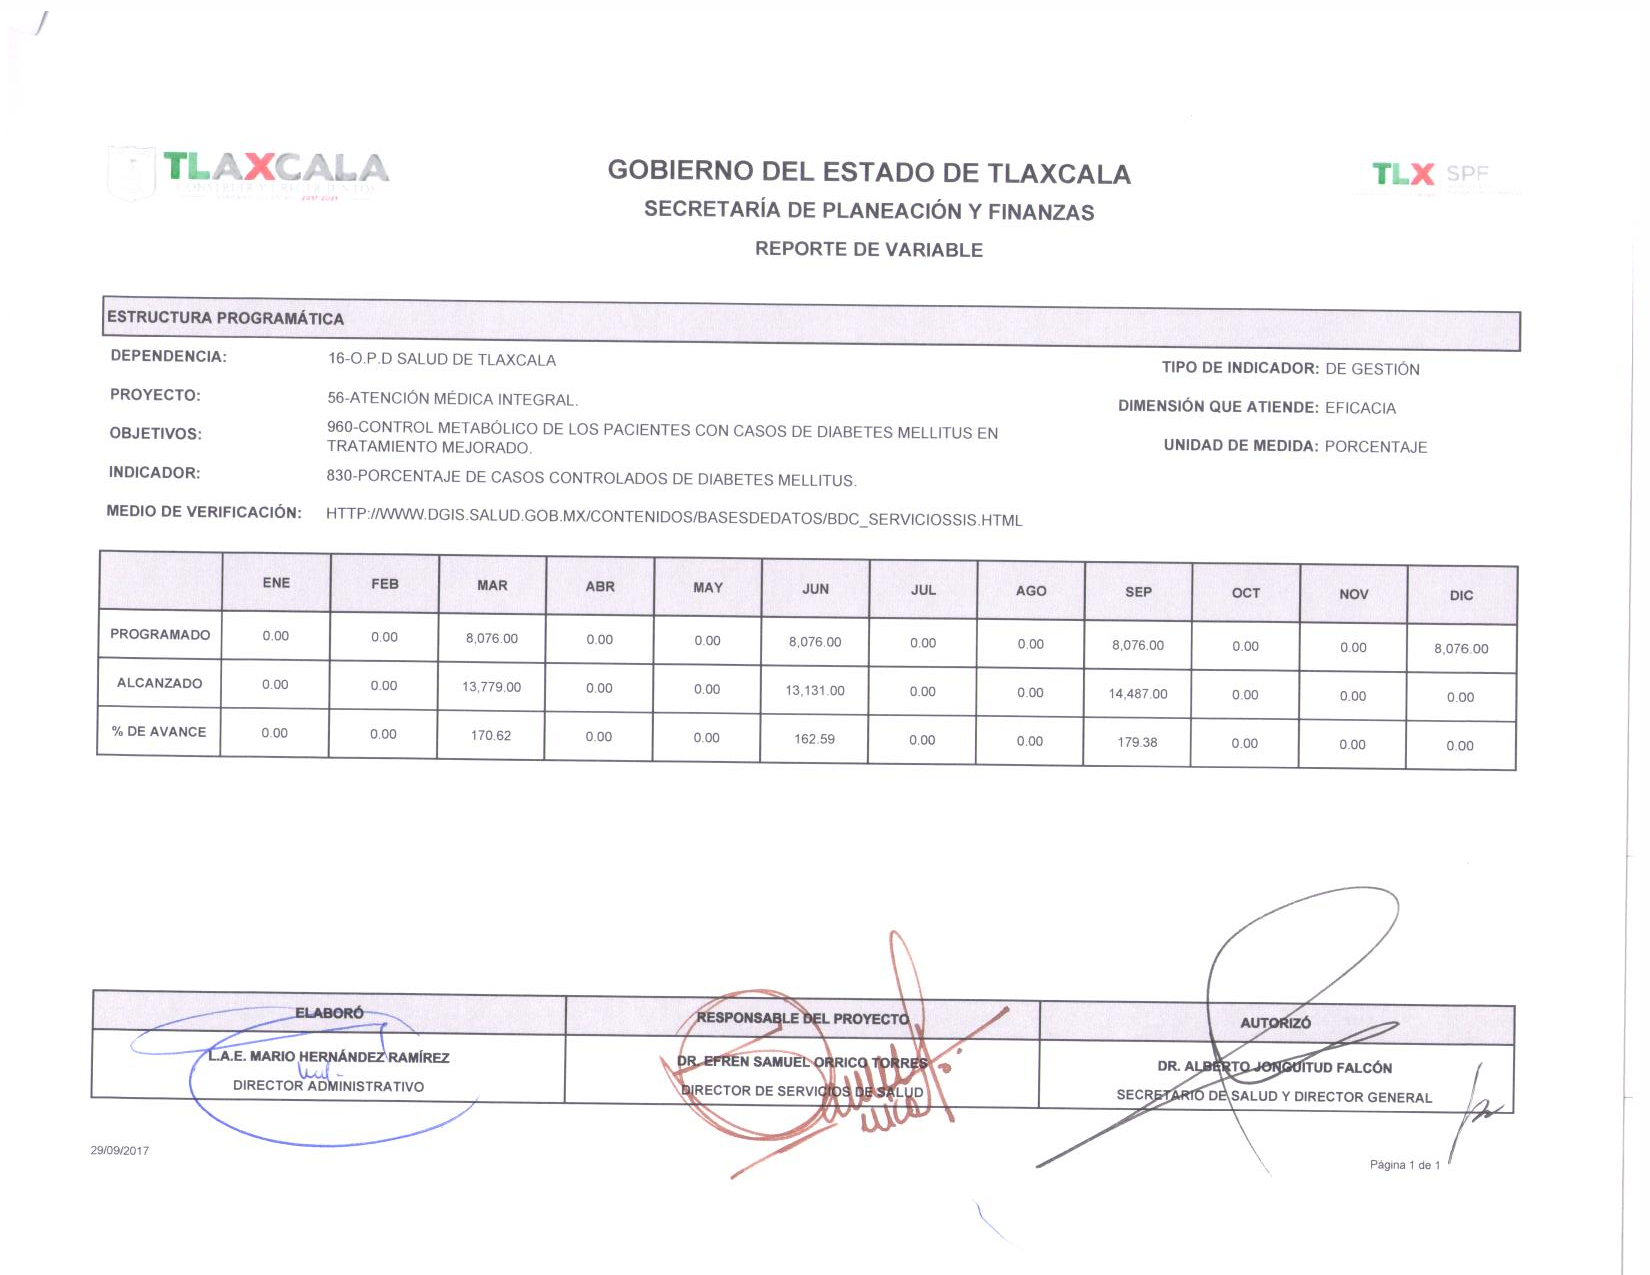 TLAXCALA
CONSTRUIR Y CRECER JUNTOS
2017-2021
GOBIERNO DEL ESTADO DE TLAXCALA
SECRETARÍA DE PLANEACIÓN Y FINANZAS
REPORTE DE VARIABLE
TLX SPF
ESTRUCTURA PROGRAMÁTICA
DEPENDENCIA: 16-O.P.D SALUD DE TLAXCALA TIPO DE INDICADOR: DE GESTIÓN
PROYECTO: 56-ATENCIÓN MÉDICA INTEGRAL. DIMENSIÓN QUE ATIENDE: EFICACIA
OBJETIVOS: 960-CONTROL METABÓLICO DE LOS PACIENTES CON CASOS DE DIABETES MELLITUS EN
TRATAMIENTO MEJORADO. UNIDAD DE MEDIDA: PORCENTAJE
INDICADOR: 830-PORCENTAJE DE CASOS CONTROLADOS DE DIABETES MELLITUS.
MEDIO DE VERIFICACIÓN: HTTP://WWW.DGIS.SALUD.GOB.MX/CONTENIDOS/BASESDEDATOS/BDC_SERVICIOSSIS.HTML
ENE FEB MAR ABR MAY JUN JUL AGO SEP OCT NOV DIC
PROGRAMADO 0.00 0.00 8,076.00 0.00 0.00 8,076.00 0.00 0.00 8,076.00 0.00 0.00 8,076.00
ALCANZADO 0.00 0.00 13,779.00 0.00 0.00 13,131.00 0.00 0.00 14,487.00 0.00 0.00 0.00
% DE AVANCE 0.00 0.00 170.62 0.00 0.00 162.59 0.00 0.00 179.38 0.00 0.00 0.00
ELABORÓ RESPONSABLE DEL PROYECTO AUTORIZÓ
L.A.E. MARIO HERNÁNDEZ RAMÍREZ DR. EFREN SAMUEL ORRICO TORRES DR. ALBERTO JONGUITUD FALCÓN
DIRECTOR ADMINISTRATIVO DIRECTOR DE SERVICIOS DE SALUD SECRETARIO DE SALUD Y DIRECTOR GENERAL
29/09/2017
Página 1 de 1